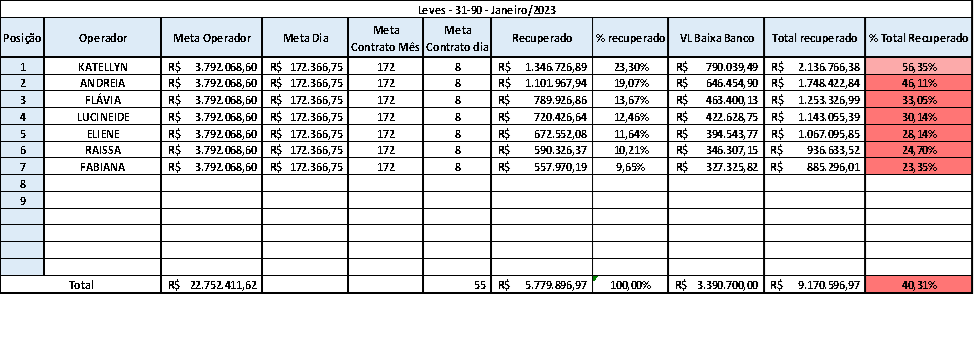 Leves - 31-90 - Janeiro/2023
Posição Operador Meta Operador Meta Dia Meta Contrato Mês Meta Contrato dia Recuperado % recuperado VL Baixa Banco Total recuperado % Total Recuperado
1 KATELLYN R$ 3.792.068,60 R$ 172.366,75 172 8 R$ 1.346.726,89 23,30% R$ 790.039,49 R$ 2.136.766,38 56,35%
2 ANDREIA R$ 3.792.068,60 R$ 172.366,75 172 8 R$ 1.101.967,94 19,07% R$ 646.454,90 R$ 1.748.422,84 46,11%
3 FLÁVIA R$ 3.792.068,60 R$ 172.366,75 172 8 R$ 789.926,86 13,67% R$ 463.400,13 R$ 1.253.326,99 33,05%
4 LUCINEIDE R$ 3.792.068,60 R$ 172.366,75 172 8 R$ 720.426,64 12,46% R$ 422.628,75 R$ 1.143.055,39 30,14%
5 ELIENE R$ 3.792.068,60 R$ 172.366,75 172 8 R$ 672.552,08 11,64% R$ 394.543,77 R$ 1.067.095,85 28,14%
6 RAISSA R$ 3.792.068,60 R$ 172.366,75 172 8 R$ 590.326,37 10,21% R$ 346.307,15 R$ 936.633,52 24,70%
7 FABIANA R$ 3.792.068,60 R$ 172.366,75 172 8 R$ 557.970,19 9,65% R$ 327.325,82 R$ 885.296,01 23,35%
8
9
Total R$ 22.752.411,62 55 R$ 5.779.896,97 100,00% R$ 3.390.700,00 R$ 9.170.596,97 40,31%